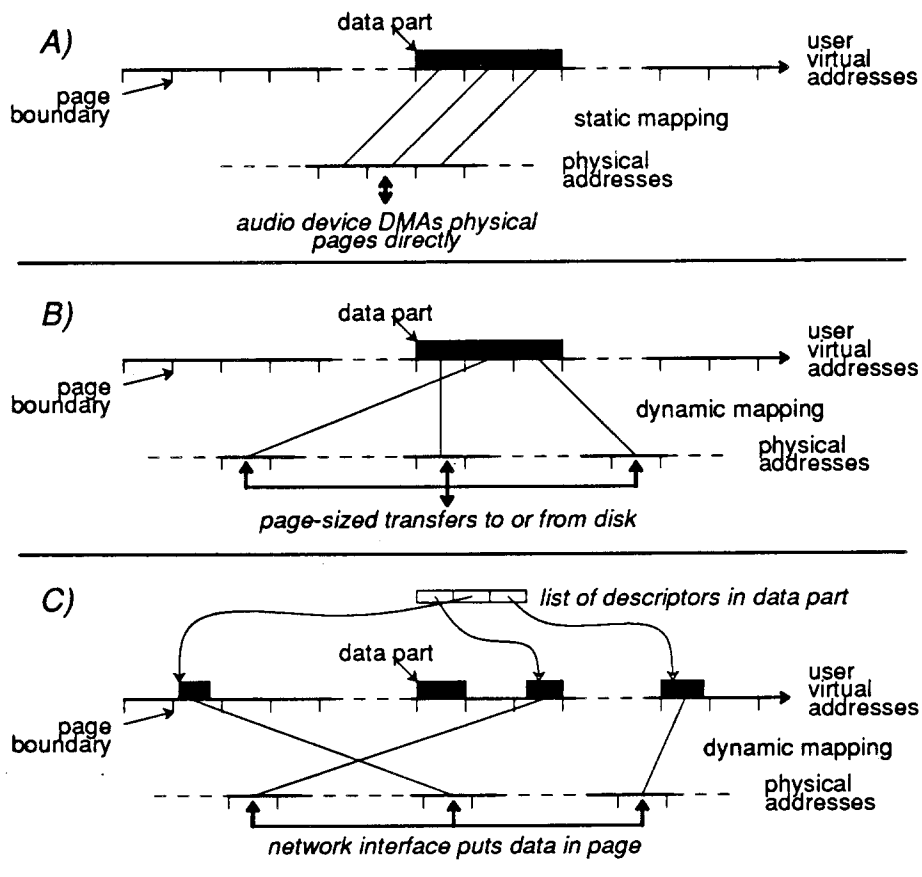 A)
data part
user
virtual
addresses
page
boundary
static mapping
physical
addresses
audio device DMAs physical
pages directly
B)
data part
user
virtual
addresses
page
boundary
dynamic mapping
physical
addresses
page-sized transfers to or from disk
C)
list of descriptors in data part
data part
user
virtual
addresses
page
boundary
dynamic mapping
physical
addresses
network interface puts data in page